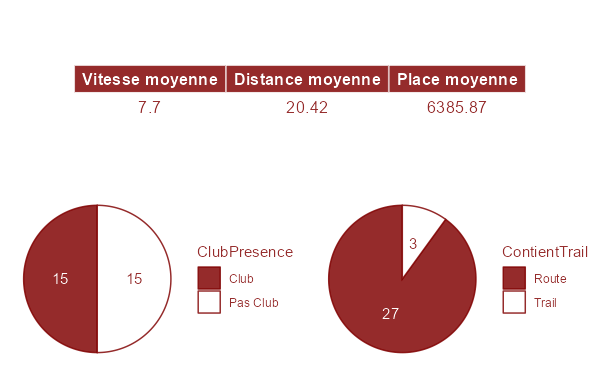 Vitesse moyenne Distance moyenne Place moyenne
7.7 20.42 6385.87
ClubPresence
15 15 Club
Pas Club
ContientTrail
3
Route
27 Trail